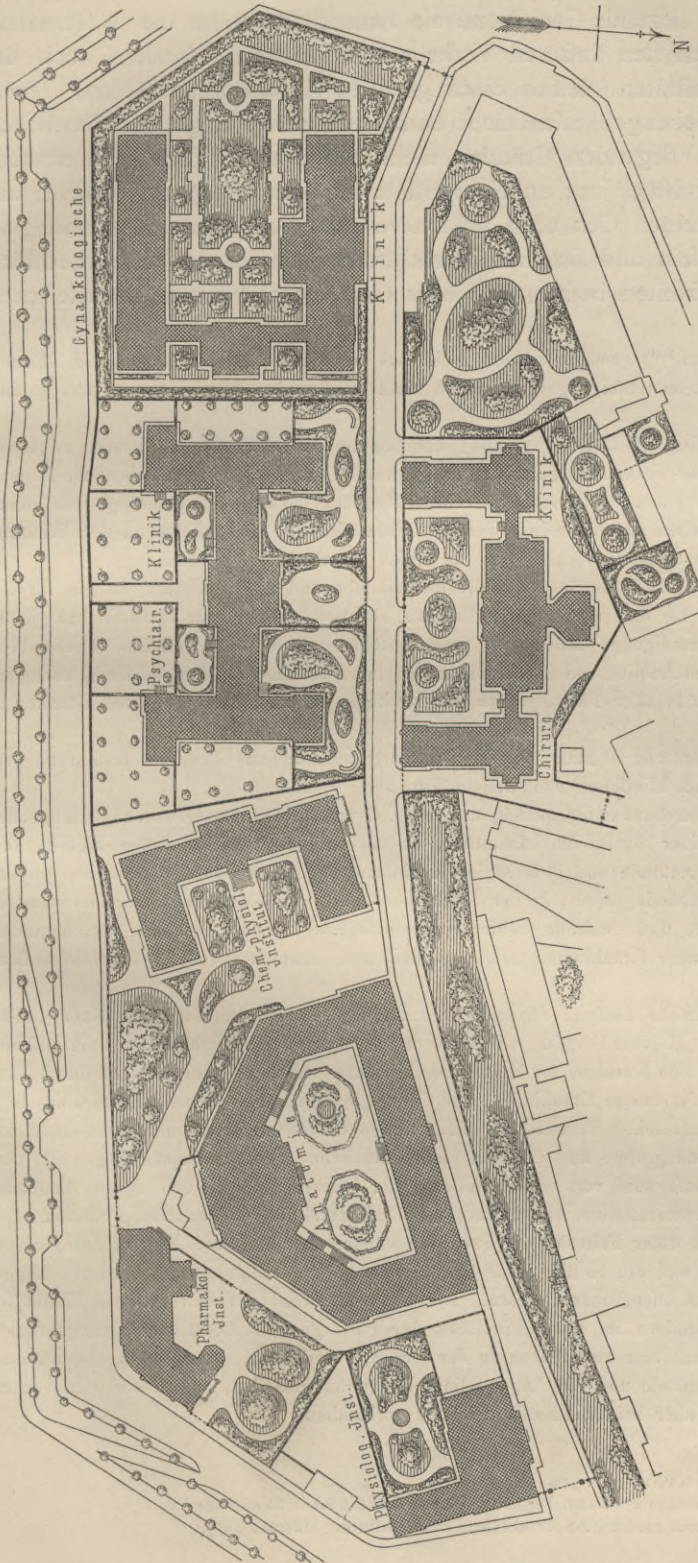 N
Gynaekologische
Klinik
Psychiatr. Klinik
Klinik
Chirurg
Chem.-Physiol.
Jnstitut
Anatomie
Pharmakol.
Jnst.
Physiolog. Jnst.